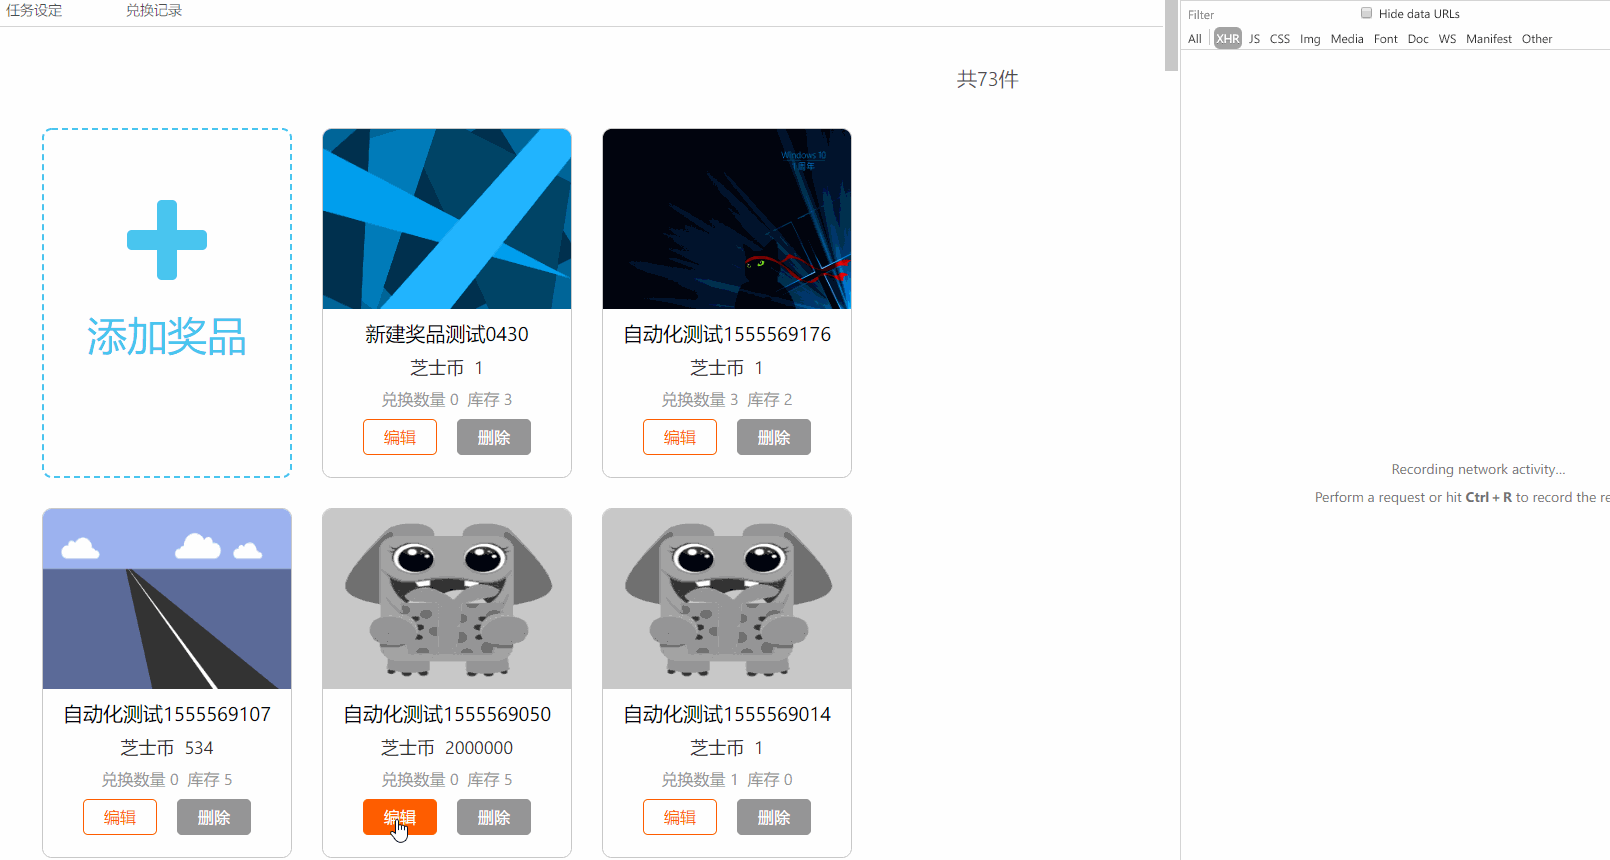 任务设定 兑换记录
共73件
添加奖品
Windows 10
1 周年
新建奖品测试0430
芝士币 1
兑换数量 0 库存 3
编辑 删除
自动化测试1555569176
芝士币 1
兑换数量 3 库存 2
编辑 删除
自动化测试1555569107
芝士币 534
兑换数量 0 库存 5
编辑 删除
自动化测试1555569050
芝士币 2000000
兑换数量 0 库存 5
编辑 删除
自动化测试1555569014
芝士币 1
兑换数量 1 库存 0
编辑 删除
Filter Hide data URLs
All XHR JS CSS Img Media Font Doc WS Manifest Other
Recording network activity...
Perform a request or hit Ctrl + R to record the re